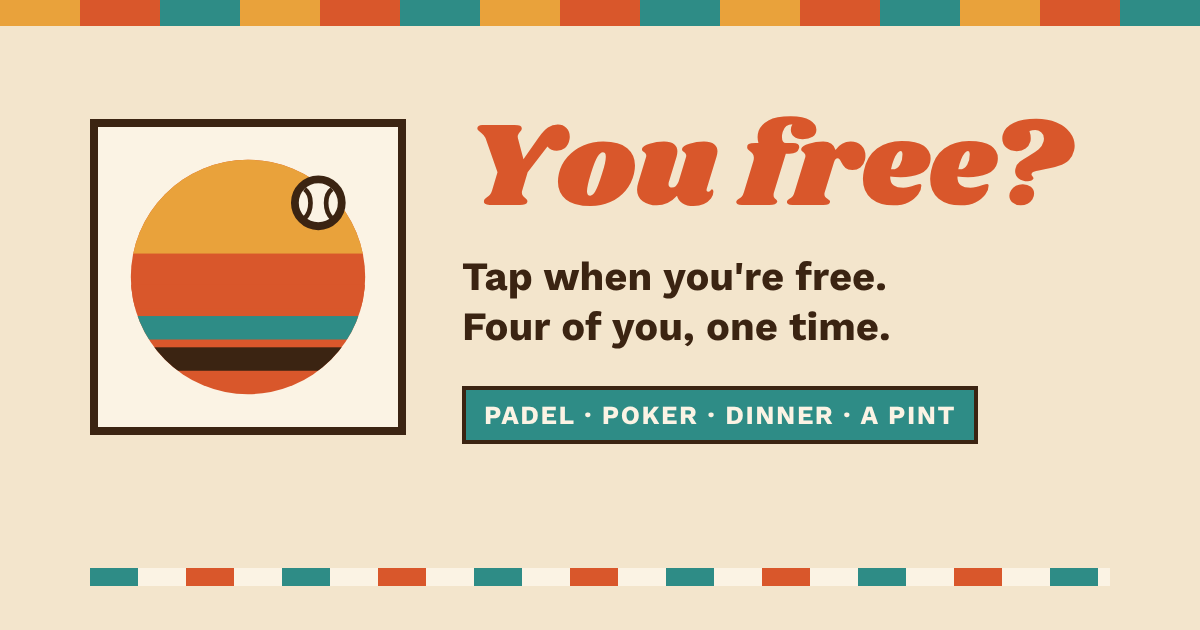 You free?
Tap when you're free.
Four of you, one time.
PADEL · POKER · DINNER · A PINT